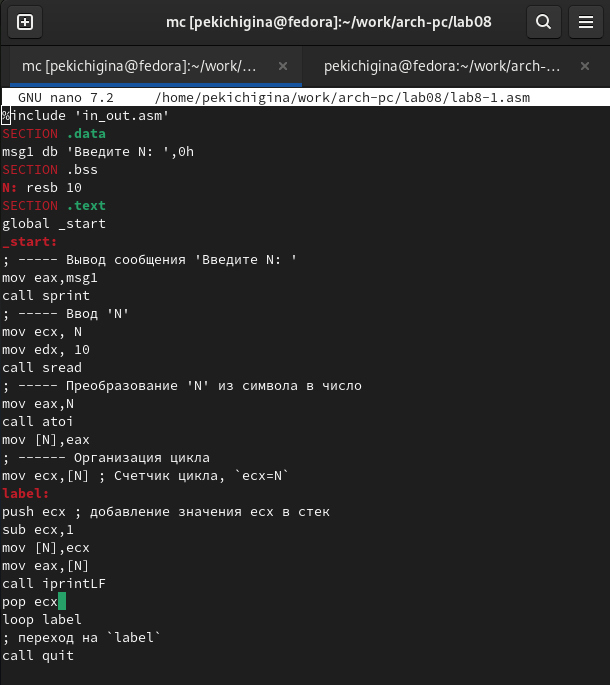 mc [pekichigina@fedora]:~/work/arch-pc/lab08
mc [pekichigina@fedora]:~/work/... × pekichigina@fedora:~/work/arch-... ×
GNU nano 7.2 /home/pekichigina/work/arch-pc/lab08/lab8-1.asm
%include 'in_out.asm'
SECTION .data
msg1 db 'Введите N: ',0h
SECTION .bss
N: resb 10
SECTION .text
global _start
_start:
; ----- Вывод сообщения 'Введите N: '
mov eax,msg1
call sprint
; ----- Ввод 'N'
mov ecx, N
mov edx, 10
call sread
; ----- Преобразование 'N' из символа в число
mov eax,N
call atoi
mov [N],eax
; ------ Организация цикла
mov ecx,[N] ; Счетчик цикла, `ecx=N`
label:
push ecx ; добавление значения ecx в стек
sub ecx,1
mov [N],ecx
mov eax,[N]
call iprintLF
pop ecx
loop label
; переход на `label`
call quit